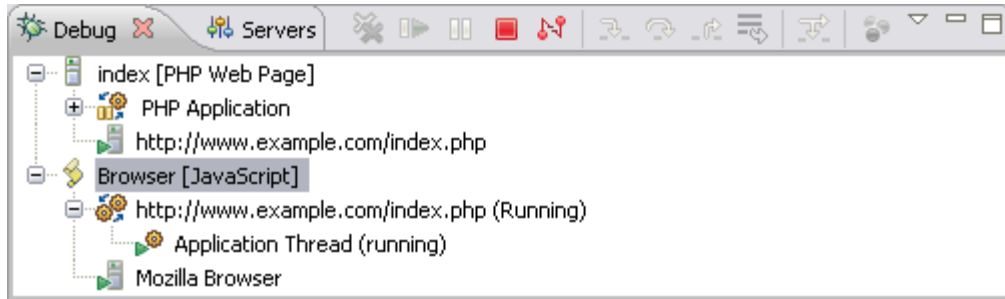 Debug Servers
index [PHP Web Page]
PHP Application
http://www.example.com/index.php
Browser [JavaScript]
http://www.example.com/index.php (Running)
Application Thread (running)
Mozilla Browser